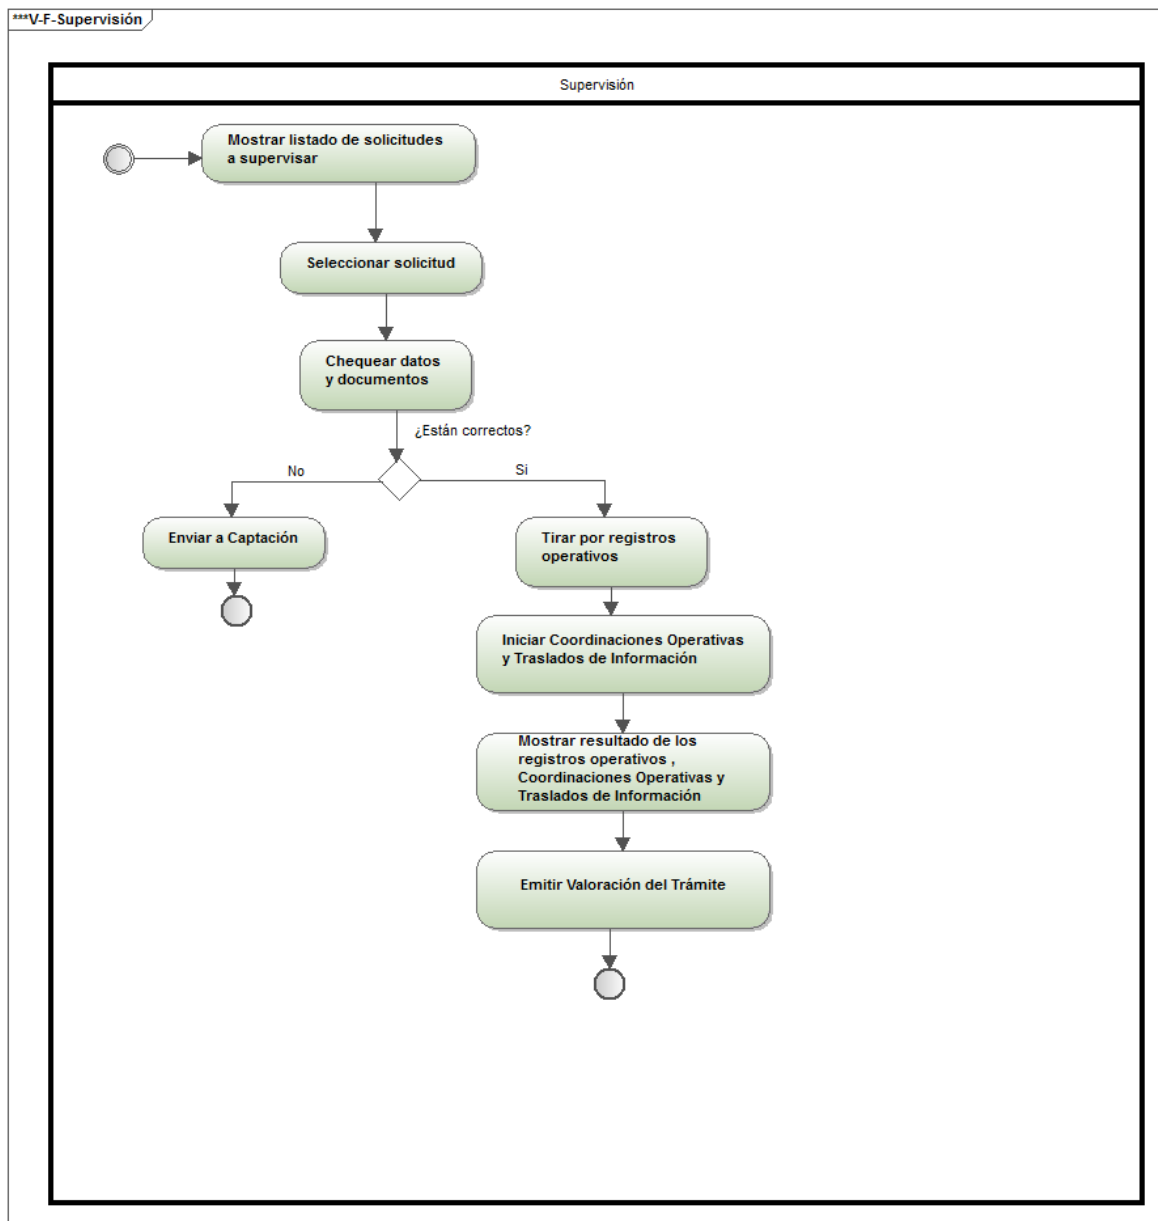 ***V-F-Supervisión
Supervisión
Mostrar listado de solicitudes
a supervisar
Seleccionar solicitud
Chequear datos
y documentos
¿Están correctos?
No
Si
Enviar a Captación
Tirar por registros
operativos
Iniciar Coordinaciones Operativas
y Traslados de Información
Mostrar resultado de los
registros operativos ,
Coordinaciones Operativas y
Traslados de Información
Emitir Valoración del Trámite